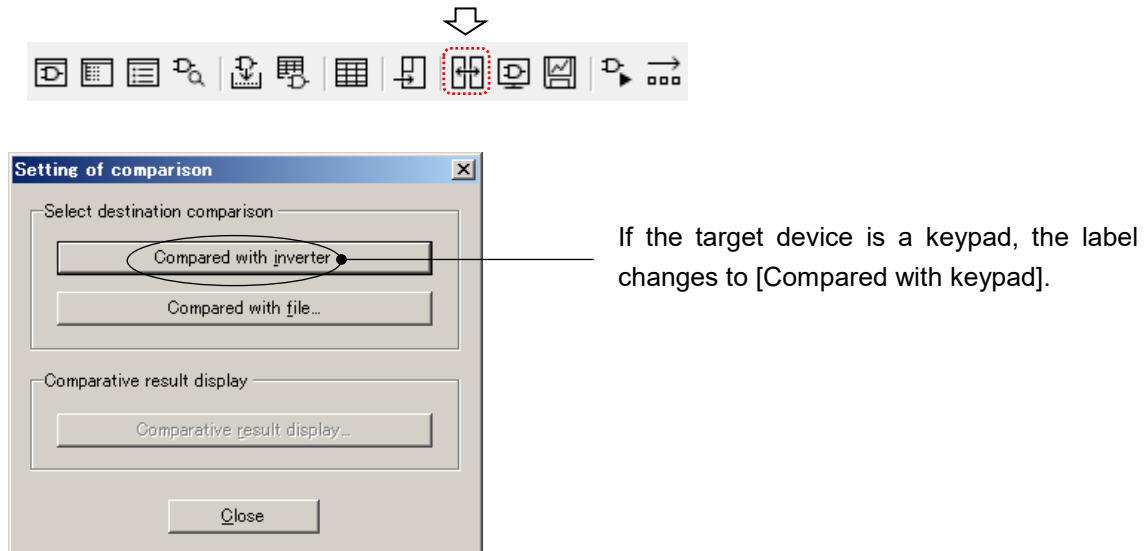 Setting of comparison
Select destination comparison
Compared with inverter
Compared with file...
If the target device is a keypad, the label
changes to [Compared with keypad].
Comparative result display
Comparative result display...
Close